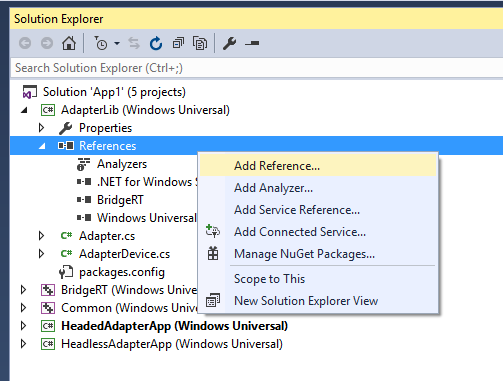 Solution Explorer
Search Solution Explorer (Ctrl+;)
Solution 'App1' (5 projects)
AdapterLib (Windows Universal)
Properties
References
Analyzers
.NET for Windows
BridgeRT
Windows Universal
Adapter.cs
AdapterDevice.cs
packages.config
BridgeRT (Windows
Common (Windows
HeadedAdapterApp (Windows Universal)
HeadlessAdapterApp (Windows Universal)
Add Reference...
Add Analyzer...
Add Service Reference...
Add Connected Service...
Manage NuGet Packages...
Scope to This
New Solution Explorer View